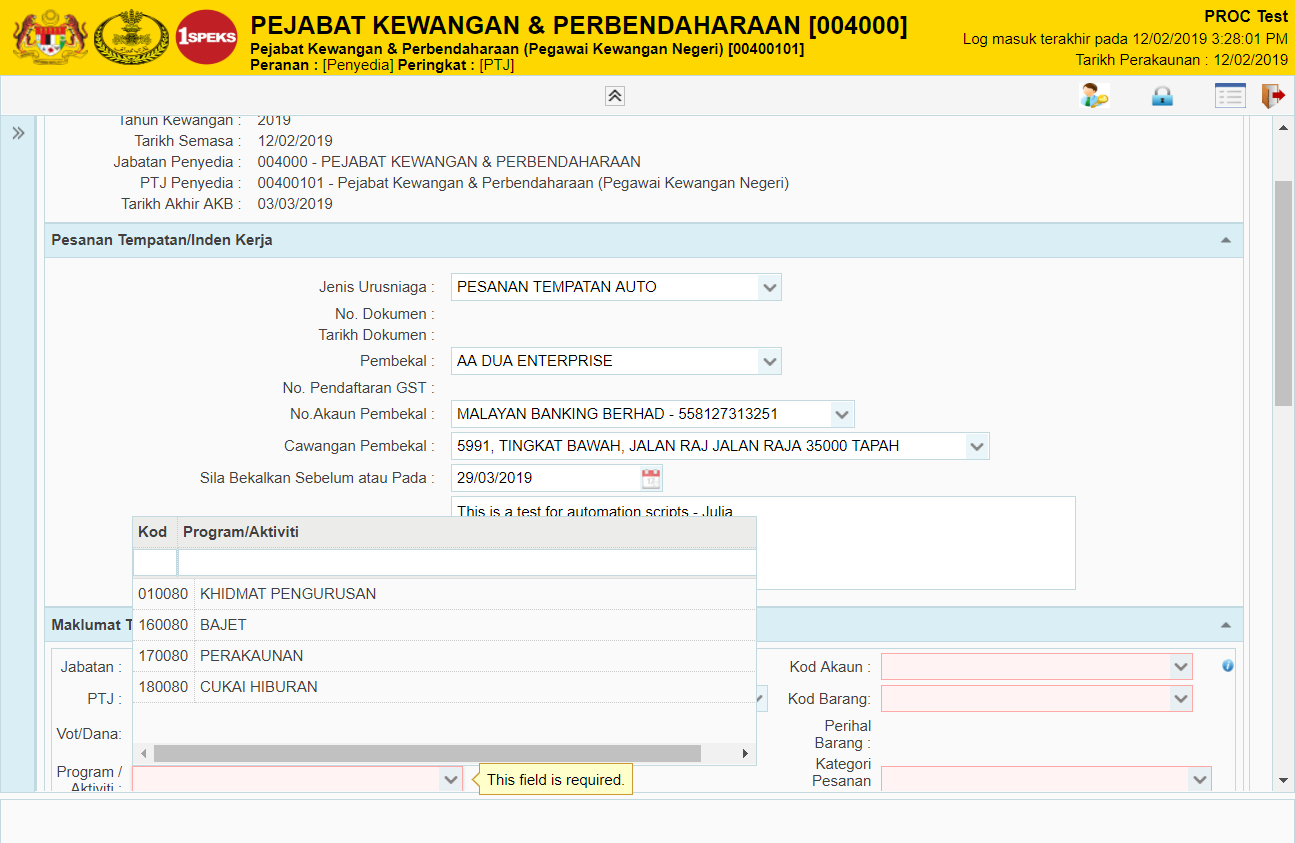 1SPEKS
PEJABAT KEWANGAN & PERBENDAHARAAN [004000]
Pejabat Kewangan & Perbendaharaan (Pegawai Kewangan Negeri) [00400101]
Peranan : [Penyedia] Peringkat : [PTJ]
PROC Test
Log masuk terakhir pada 12/02/2019 3:28:01 PM
Tarikh Perakaunan : 12/02/2019
Tahun Kewangan : 2019
Tarikh Semasa : 12/02/2019
Jabatan Penyedia : 004000 - PEJABAT KEWANGAN & PERBENDAHARAAN
PTJ Penyedia : 00400101 - Pejabat Kewangan & Perbendaharaan (Pegawai Kewangan Negeri)
Tarikh Akhir AKB : 03/03/2019
Pesanan Tempatan/Inden Kerja
Jenis Urusniaga : PESANAN TEMPATAN AUTO
No. Dokumen :
Tarikh Dokumen :
Pembekal : AA DUA ENTERPRISE
No. Pendaftaran GST :
No.Akaun Pembekal : MALAYAN BANKING BERHAD - 558127313251
Cawangan Pembekal : 5991, TINGKAT BAWAH, JALAN RAJ JALAN RAJA 35000 TAPAH
Sila Bekalkan Sebelum atau Pada : 29/03/2019
This is a test for automation scripts - Julia
Kod Program/Aktiviti
010080 KHIDMAT PENGURUSAN
160080 BAJET
170080 PERAKAUNAN
180080 CUKAI HIBURAN
Maklumat T
Jabatan :
PTJ :
Vot/Dana:
Program /
Aktiviti :
This field is required.
Kod Akaun :
Kod Barang:
Perihal
Barang :
Kategori
Pesanan